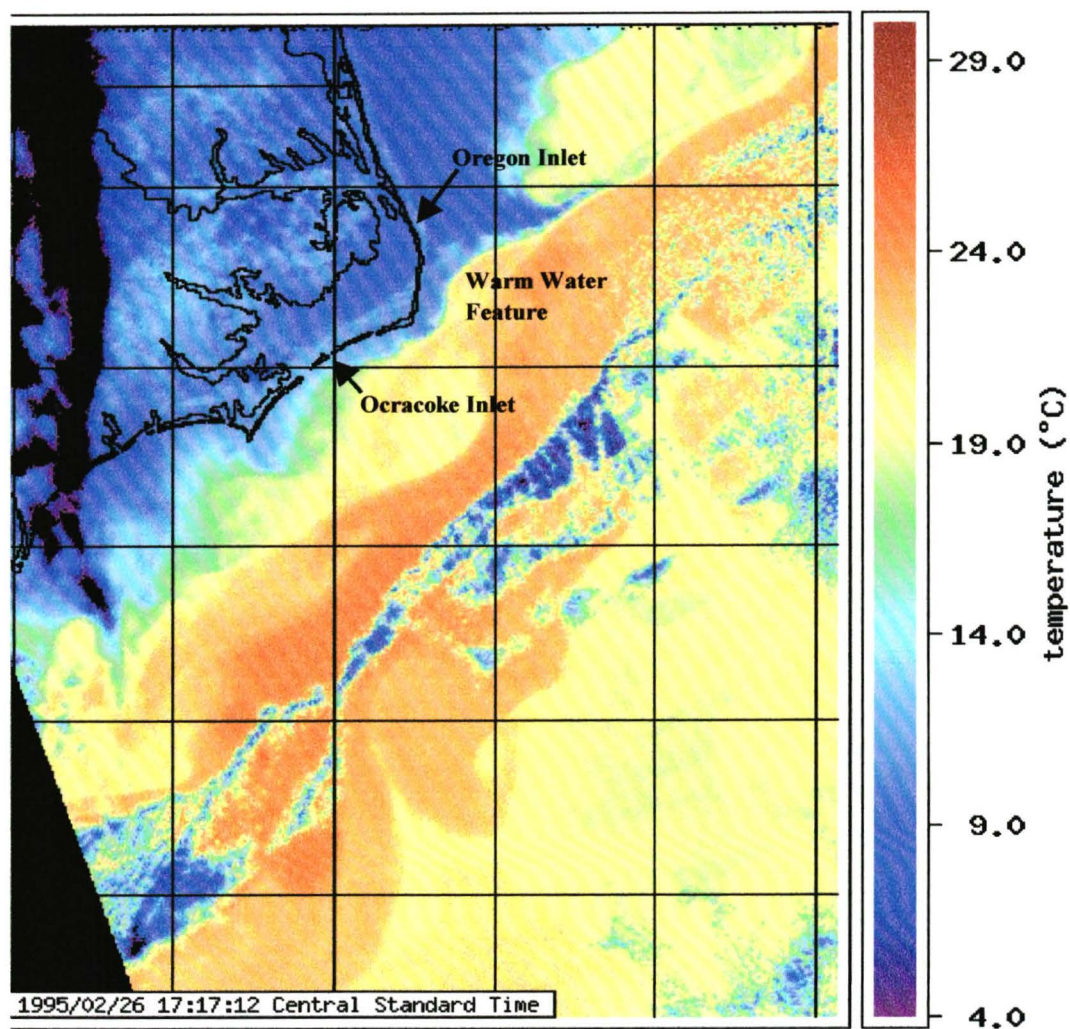 Oregon Inlet
Warm Water
Feature
Ocracoke Inlet
1995/02/26 17:17:12 Central Standard Time
29.0
24.0
19.0
14.0
9.0
4.0
temperature (°C)